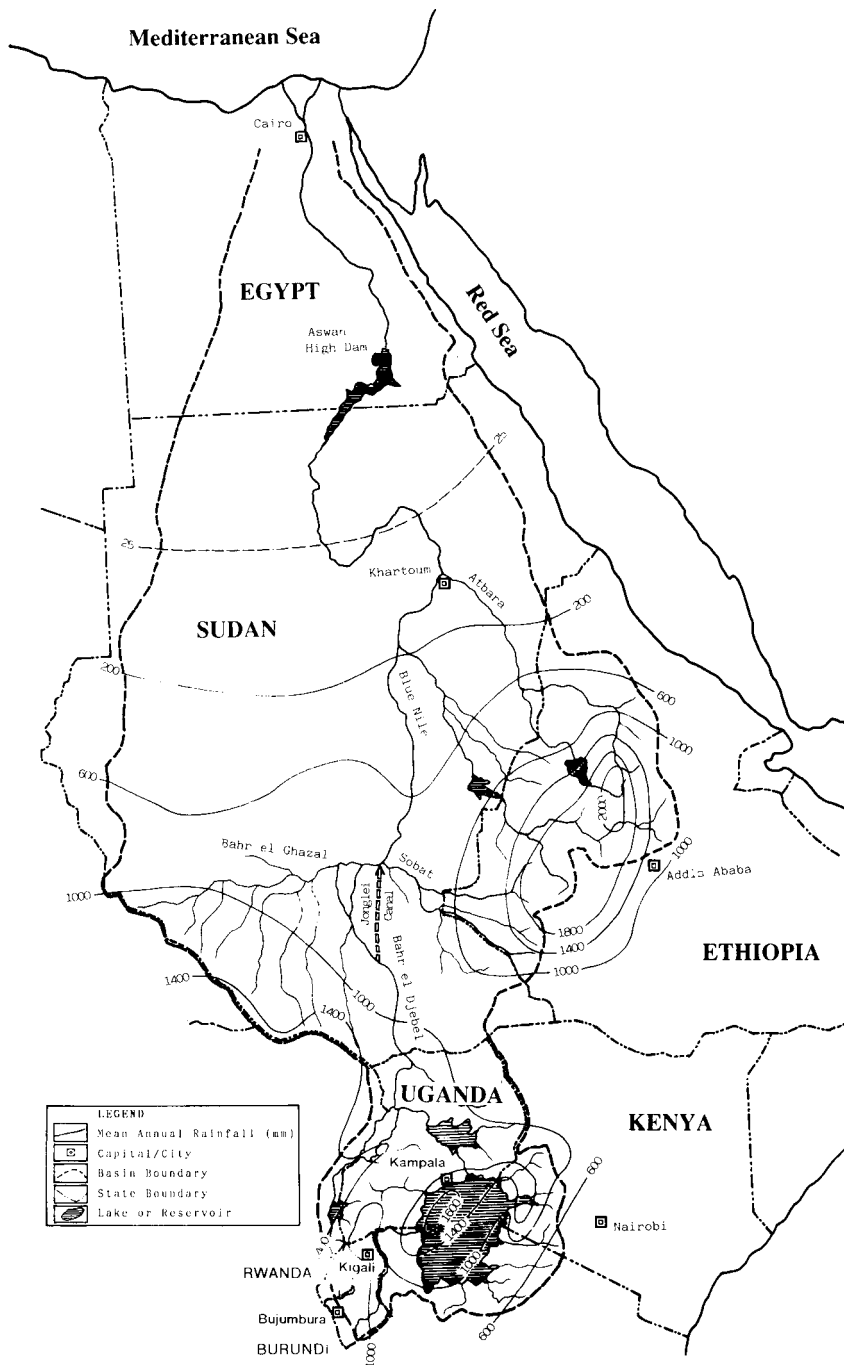 Mediterranean Sea
Cairo
EGYPT
Red Sea
Aswan
High Dam
25
25
Khartoum
Atbara
SUDAN
200
200
Blue Nile
600
1000
600
2000
Bahr el Ghazal
Sobat
Addis Ababa
1000
1000
Jonglei
Canal
1800
1400
1000
ETHIOPIA
Bahr el Djebel
1400
1000
1400
UGANDA
KENYA
LEGEND
Mean Annual Rainfall (mm)
Capital/City
Basin Boundary
State Boundary
Lake or Reservoir
Kampala
600
1600
1400
Nairobi
1000
Kigali
RWANDA
Bujumbura
600
BURUNDi
1000